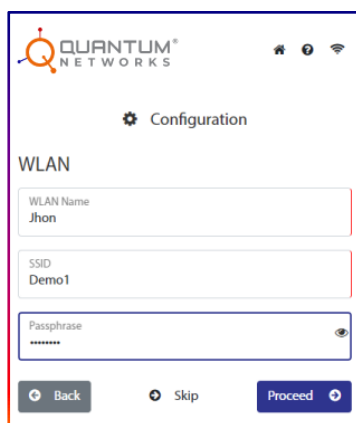 QUANTUM®
NETWORKS
Configuration
WLAN
WLAN Name
Jhon
SSID
Demo1
Passphrase
••••••••
Back
Skip
Proceed